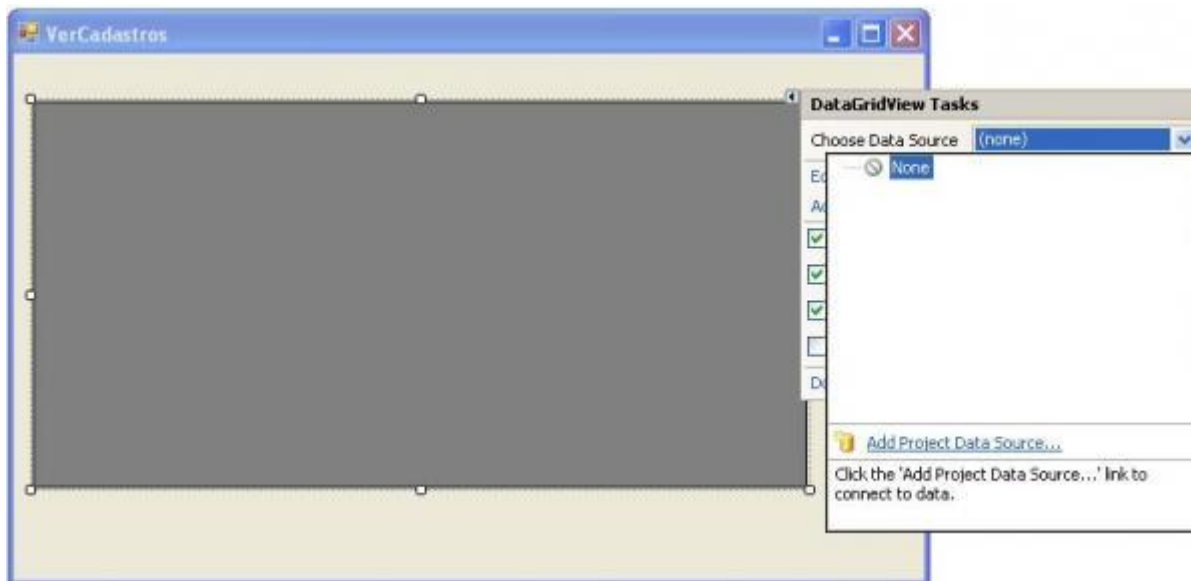 VerCadastros
DataGridView Tasks
Choose Data Source (none)
None
Add Project Data Source...
Click the 'Add Project Data Source...' link to
connect to data.